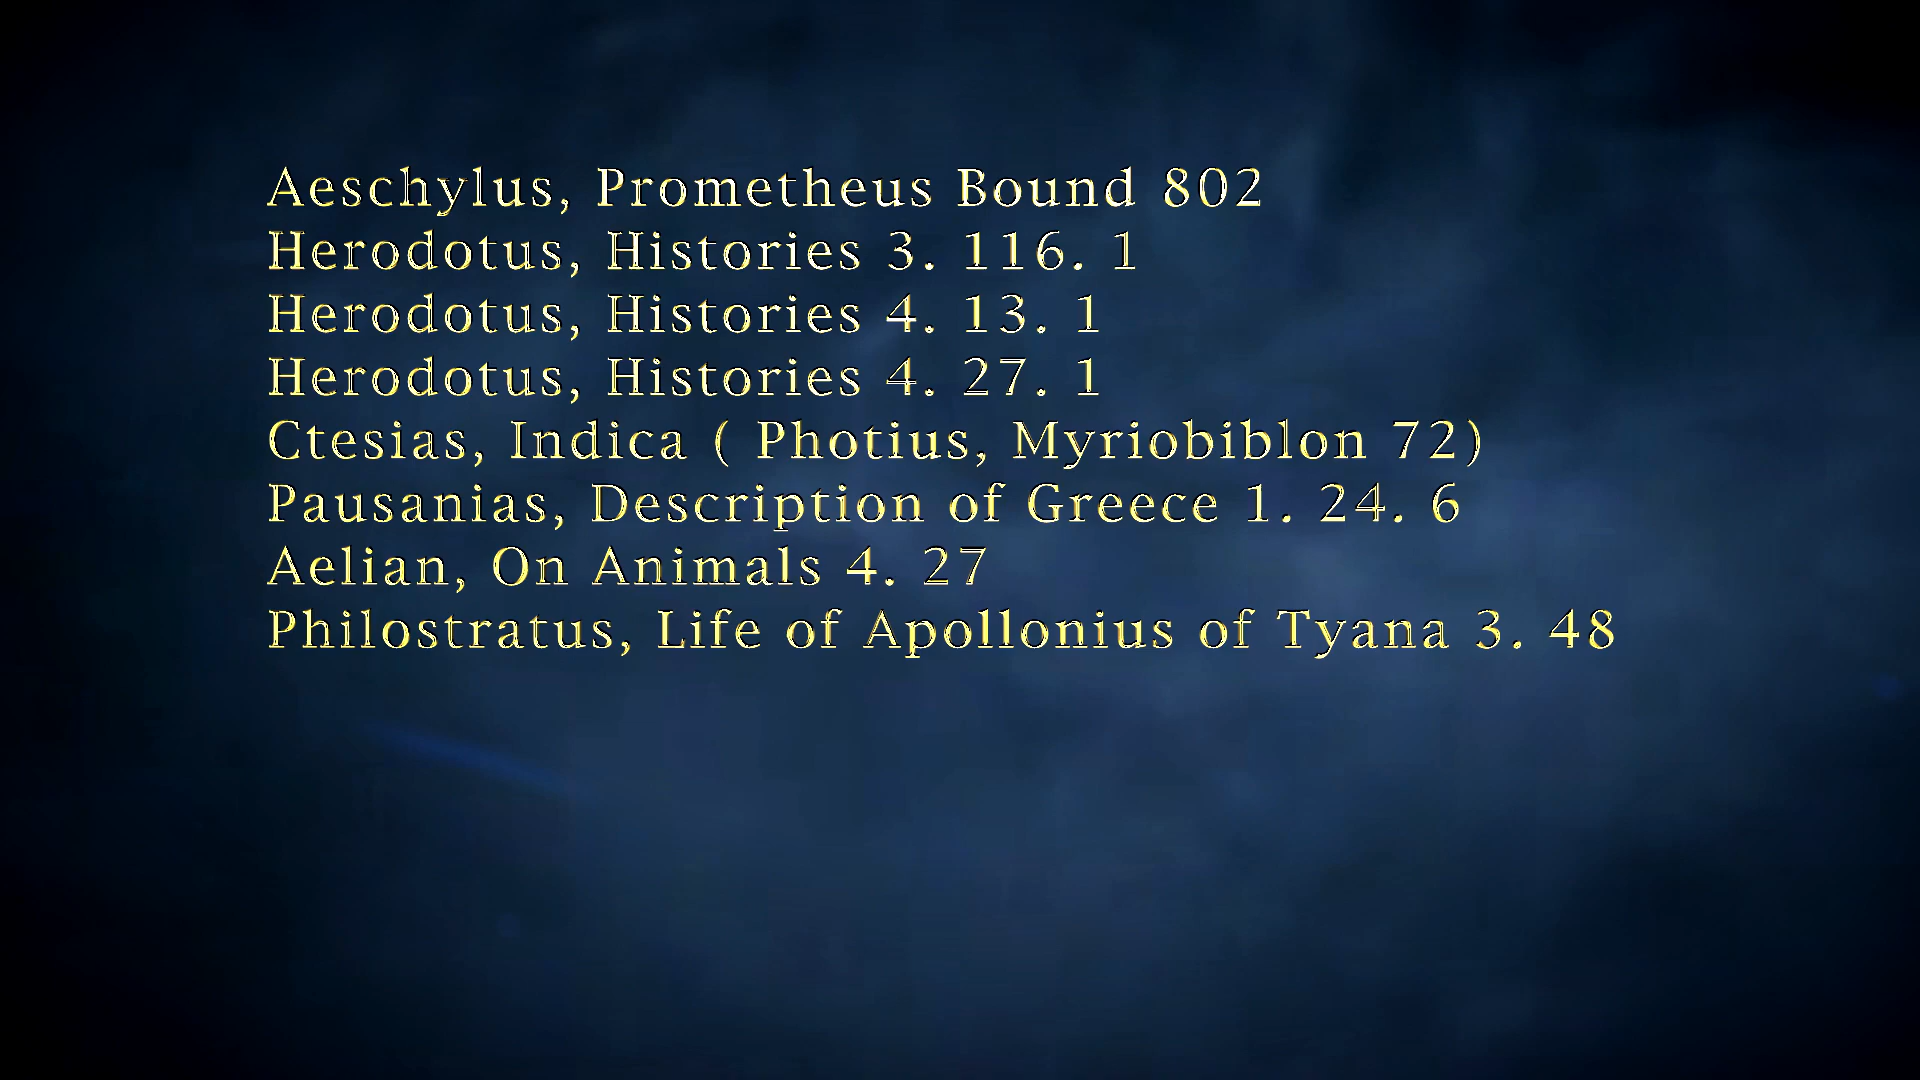 Aeschylus, Prometheus Bound 802
Herodotus, Histories 3. 116. 1
Herodotus, Histories 4. 13. 1
Herodotus, Histories 4. 27. 1
Ctesias, Indica ( Photius, Myriobiblon 72)
Pausanias, Description of Greece 1. 24. 6
Aelian, On Animals 4. 27
Philostratus, Life of Apollonius of Tyana 3. 48